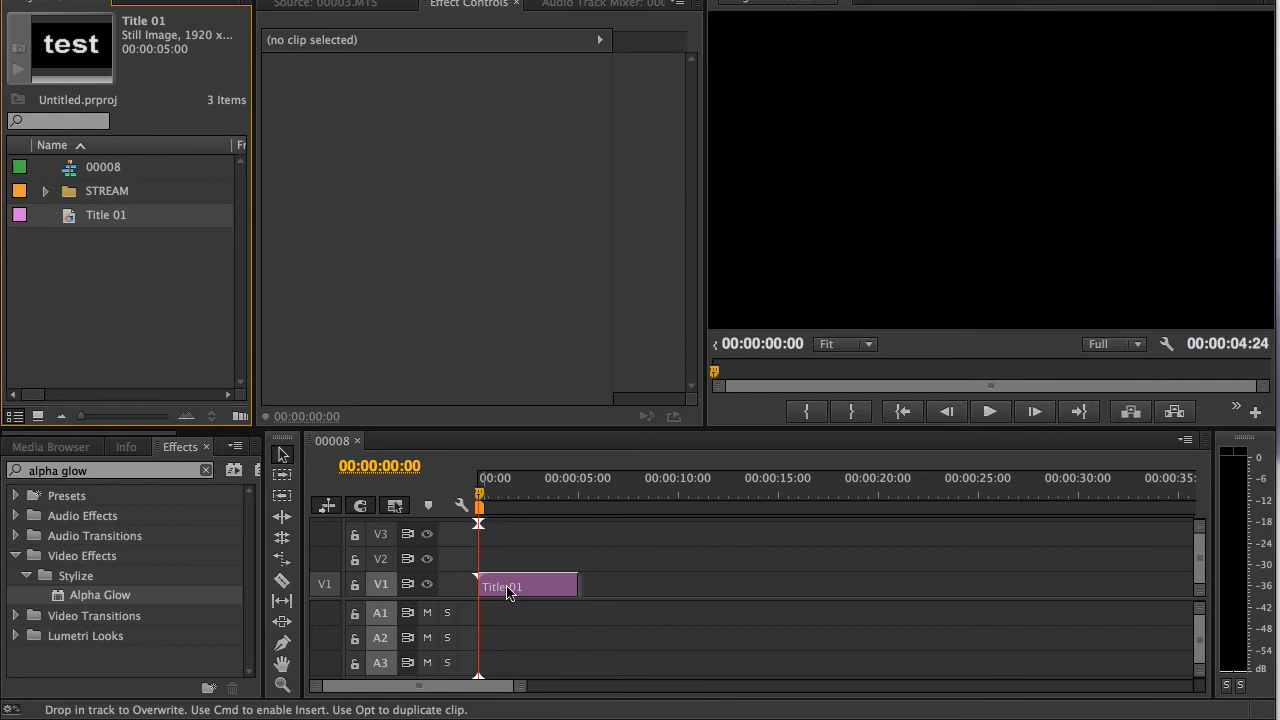 Source: 00003.MTS
Effect Controls ×
Audio Track Mixer: 000
Title 01
Still Image, 1920 x...
00:00:05:00
test
Untitled.prproj
3 Items
Name
Fr
00008
STREAM
Title 01
(no clip selected)
00:00:00:00
00:00:00:00
Fit
Full
00:00:04:24
Media Browser
Info
Effects ×
alpha glow
Presets
Audio Effects
Audio Transitions
Video Effects
Stylize
Alpha Glow
Video Transitions
Lumetri Looks
00008 ×
00:00:00:00
00:00
00:00:05:00
00:00:10:00
00:00:15:00
00:00:20:00
00:00:25:00
00:00:30:00
00:00:35:
V3
V2
V1 V1
Title 01
A1 M S
A2 M S
A3 M S
0
-6
-12
-18
-24
-30
-36
-42
-48
-54
dB
S S
Drop in track to Overwrite. Use Cmd to enable Insert. Use Opt to duplicate clip.